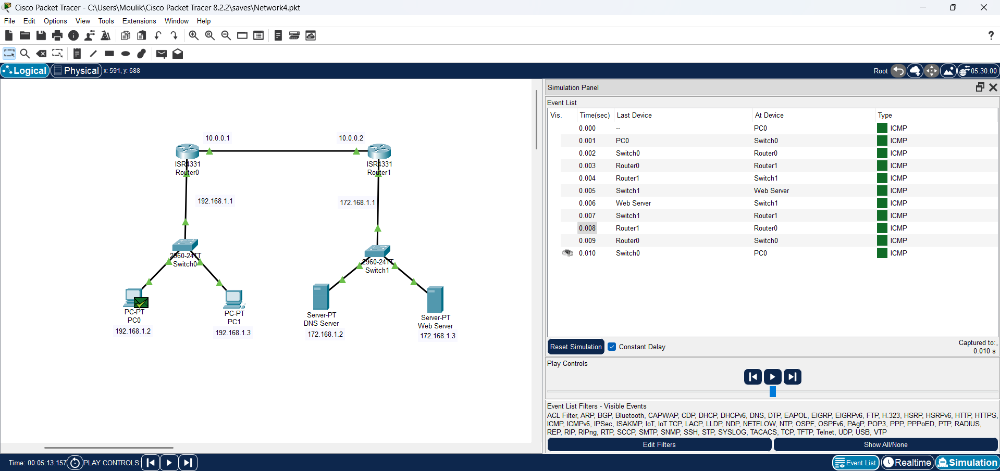 Cisco Packet Tracer - C:\Users\Moulik\Cisco Packet Tracer 8.2.2\saves\Network4.pkt
File Edit Options View Tools Extensions Window Help
?
Logical Physical x: 591, y: 688 Root 05:30:00
Simulation Panel
Event List
Vis. Time(sec) Last Device At Device Type
0.000 -- PC0 ICMP
0.001 PC0 Switch0 ICMP
0.002 Switch0 Router0 ICMP
0.003 Router0 Router1 ICMP
0.004 Router1 Switch1 ICMP
0.005 Switch1 Web Server ICMP
0.006 Web Server Switch1 ICMP
0.007 Switch1 Router1 ICMP
0.008 Router1 Router0 ICMP
0.009 Router0 Switch0 ICMP
0.010 Switch0 PC0 ICMP
10.0.0.1
10.0.0.2
ISR4331
Router0
ISR4331
Router1
192.168.1.1
172.168.1.1
2960-24TT
Switch0
2960-24TT
Switch1
PC-PT
PC0
192.168.1.2
PC-PT
PC1
192.168.1.3
Server-PT
DNS Server
172.168.1.2
Server-PT
Web Server
172.168.1.3
Reset Simulation Constant Delay
Captured to:
0.010 s
Play Controls
Event List Filters - Visible Events
ACL Filter, ARP, BGP, Bluetooth, CAPWAP, CDP, DHCP, DHCPv6, DNS, DTP, EAPOL, EIGRP, EIGRPv6, FTP, H.323, HSRP, HSRPv6, HTTP, HTTPS,
ICMP, ICMPv6, IPSec, ISAKMP, IoT, IoT TCP, LACP, LLDP, NDP, NETFLOW, NTP, OSPF, OSPFv6, PAgP, POP3, PPP, PPPoED, PTP, RADIUS,
REP, RIP, RIPng, RTP, SCCP, SMTP, SNMP, SSH, STP, SYSLOG, TACACS, TCP, TFTP, Telnet, UDP, USB, VTP
Edit Filters Show All/None
Time: 00:05:13.157 PLAY CONTROLS: Event List Realtime Simulation